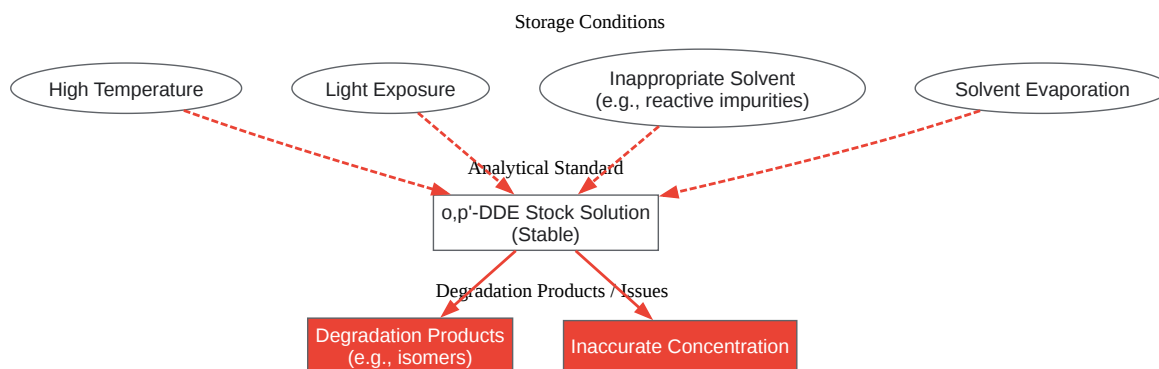 Storage Conditions
High Temperature
Light Exposure
Inappropriate Solvent
(e.g., reactive impurities)
Solvent Evaporation
Analytical Standard
o,p'-DDE Stock Solution
(Stable)
Degradation Products / Issues
Degradation Products
(e.g., isomers)
Inaccurate Concentration